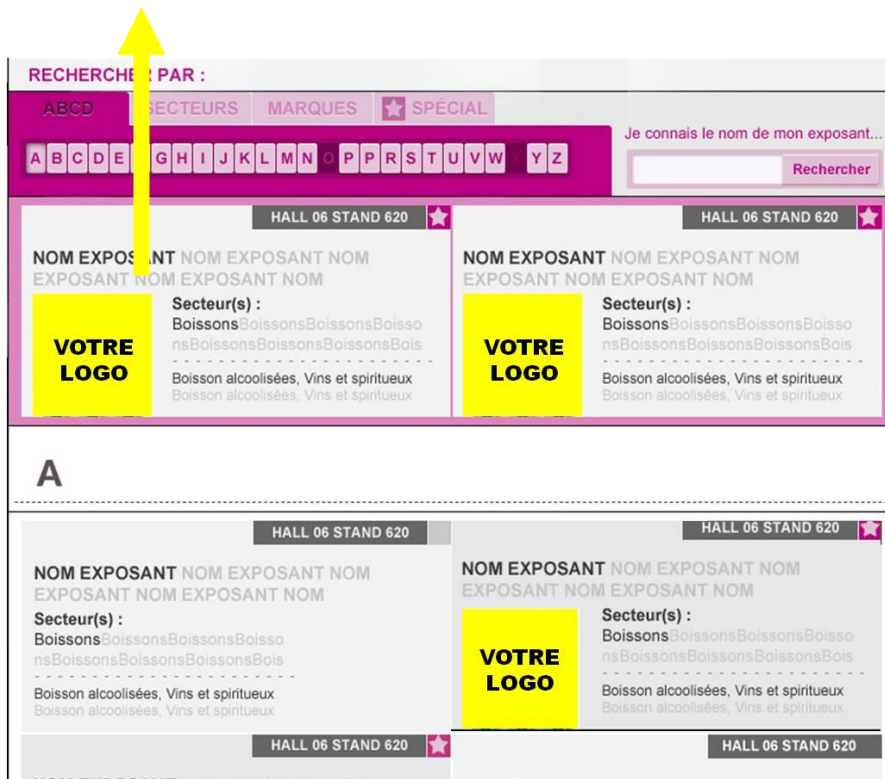 RECHERCHER PAR :
ABCD SECTEURS MARQUES SPÉCIAL
Je connais le nom de mon exposant...
A B C D E G H I J K L M N O P P R S T U V W X Y Z
Rechercher
HALL 06 STAND 620
NOM EXPOSANT NOM EXPOSANT NOM
EXPOSANT NOM EXPOSANT NOM
Secteur(s) :
BoissonsBoissonsBoissonsBoisso
nsBoissonsBoissonsBoissonsBois
VOTRE
LOGO
Boisson alcoolisées, Vins et spiritueux
Boisson alcoolisées, Vins et spiritueux
HALL 06 STAND 620
NOM EXPOSANT NOM EXPOSANT NOM
EXPOSANT NOM EXPOSANT NOM
Secteur(s) :
BoissonsBoissonsBoissonsBoisso
nsBoissonsBoissonsBoissonsBois
VOTRE
LOGO
Boisson alcoolisées, Vins et spiritueux
Boisson alcoolisées, Vins et spiritueux
A
HALL 06 STAND 620
NOM EXPOSANT NOM EXPOSANT NOM
EXPOSANT NOM EXPOSANT NOM
Secteur(s) :
BoissonsBoissonsBoissonsBoisso
nsBoissonsBoissonsBoissonsBois
Boisson alcoolisées, Vins et spiritueux
Boisson alcoolisées, Vins et spiritueux
HALL 06 STAND 620
NOM EXPOSANT NOM EXPOSANT NOM
EXPOSANT NOM EXPOSANT NOM
Secteur(s) :
BoissonsBoissonsBoissonsBoisso
nsBoissonsBoissonsBoissonsBois
VOTRE
LOGO
Boisson alcoolisées, Vins et spiritueux
Boisson alcoolisées, Vins et spiritueux
HALL 06 STAND 620
HALL 06 STAND 620